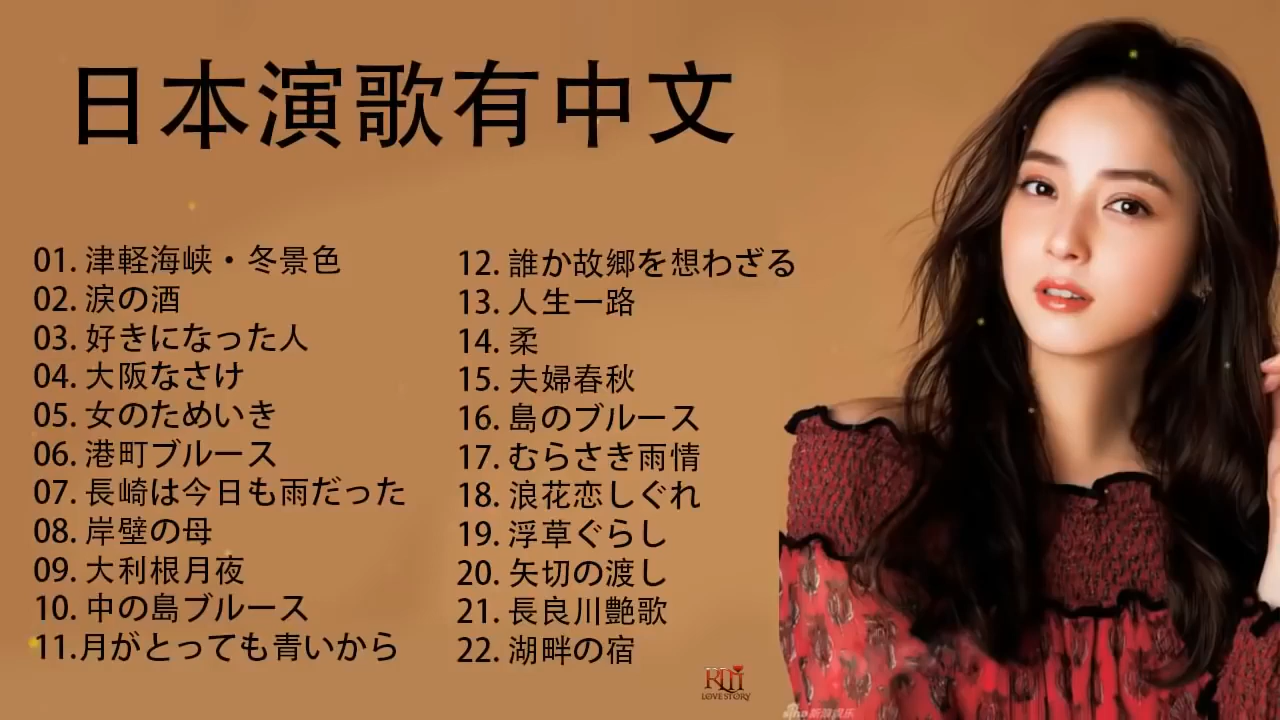 日本演歌有中文
01. 津軽海峡・冬景色
02. 涙の酒
03. 好きになった人
04. 大阪なさけ
05. 女のためいき
06. 港町ブルース
07. 長崎は今日も雨だった
08. 岸壁の母
09. 大利根月夜
10. 中の島ブルース
11.月がとっても青いから
12. 誰か故郷を想わざる
13. 人生一路
14. 柔
15. 夫婦春秋
16. 島のブルース
17. むらさき雨情
18. 浪花恋しぐれ
19. 浮草ぐらし
20. 矢切の渡し
21. 長良川艶歌
22. 湖畔の宿
LOVE STORY
sina 新浪娱乐